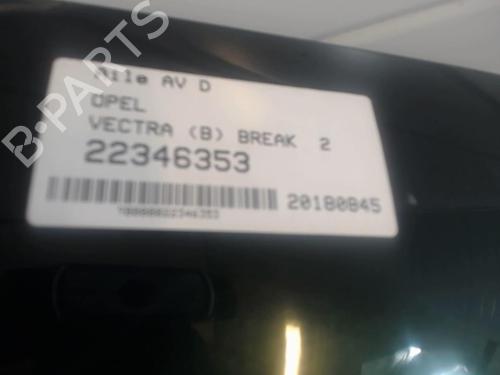 Aile AV D
OPEL
VECTRA (B) BREAK 2
22346353
20180845
B-PARTS